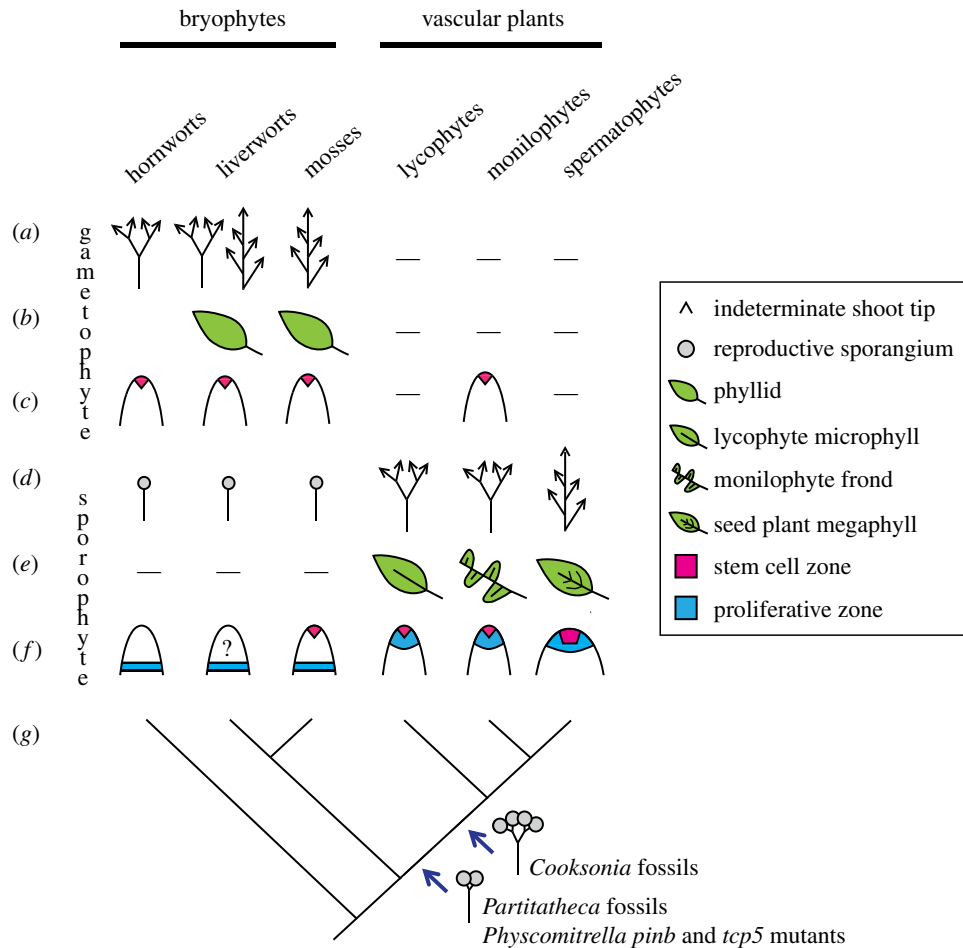 bryophytes
vascular plants
hornworts
liverworts
mosses
lycophytes
monilophytes
spermatophytes
gametophyte
(a)
(b)
(c)
sporophyte
(d)
(e)
(f)
?
(g)
indeterminate shoot tip
reproductive sporangium
phyllid
lycophyte microphyll
monilophyte frond
seed plant megaphyll
stem cell zone
proliferative zone
Cooksonia fossils
Partitatheca fossils
Physcomitrella pinb and tcp5 mutants